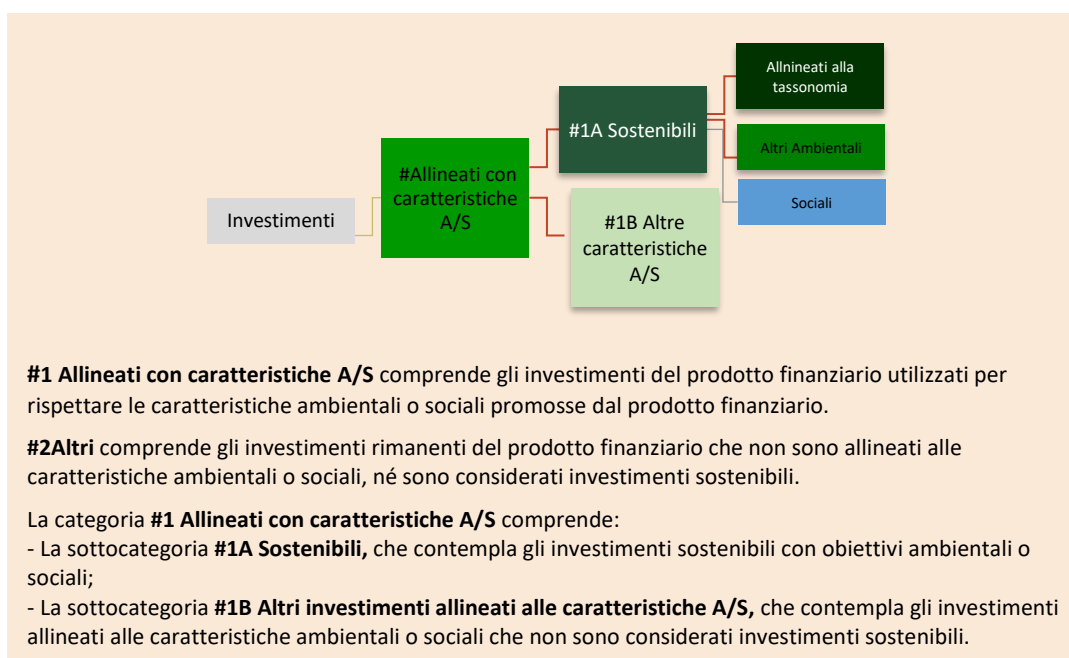 Allnineati alla
tassonomia
#1A Sostenibili
Altri Ambientali
#Allineati con
caratteristiche
A/S
Sociali
Investimenti
#1B Altre
caratteristiche
A/S
#1 Allineati con caratteristiche A/S comprende gli investimenti del prodotto finanziario utilizzati per
rispettare le caratteristiche ambientali o sociali promosse dal prodotto finanziario.
#2Altri comprende gli investimenti rimanenti del prodotto finanziario che non sono allineati alle
caratteristiche ambientali o sociali, né sono considerati investimenti sostenibili.
La categoria #1 Allineati con caratteristiche A/S comprende:
- La sottocategoria #1A Sostenibili, che contempla gli investimenti sostenibili con obiettivi ambientali o
sociali;
- La sottocategoria #1B Altri investimenti allineati alle caratteristiche A/S, che contempla gli investimenti
allineati alle caratteristiche ambientali o sociali che non sono considerati investimenti sostenibili.